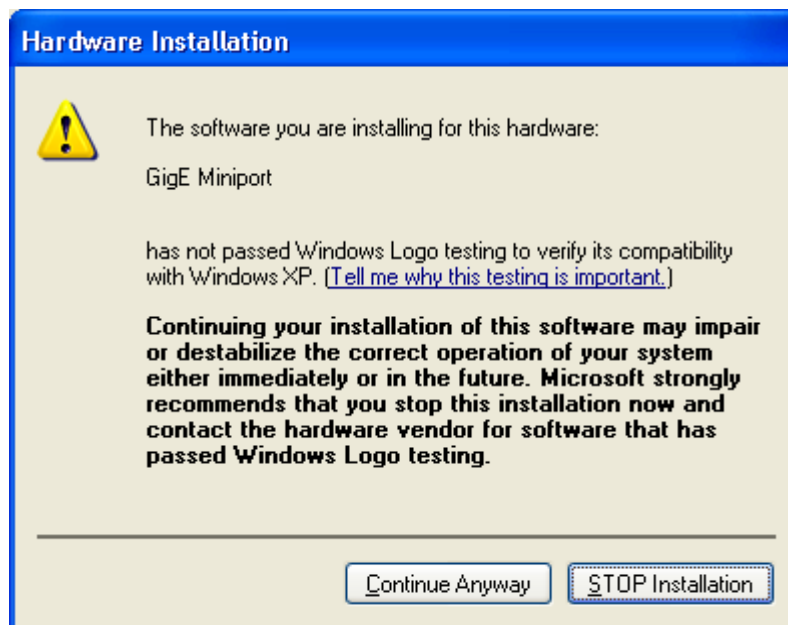 Hardware Installation
The software you are installing for this hardware:
GigE Miniport
has not passed Windows Logo testing to verify its compatibility
with Windows XP. (Tell me why this testing is important.)
Continuing your installation of this software may impair
or destabilize the correct operation of your system
either immediately or in the future. Microsoft strongly
recommends that you stop this installation now and
contact the hardware vendor for software that has
passed Windows Logo testing.
Continue Anyway STOP Installation